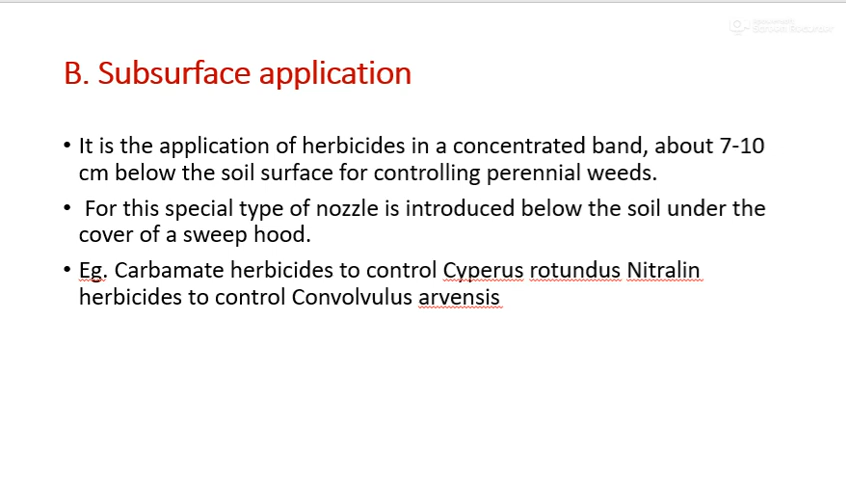 B. Subsurface application
• It is the application of herbicides in a concentrated band, about 7-10
cm below the soil surface for controlling perennial weeds.
• For this special type of nozzle is introduced below the soil under the
cover of a sweep hood.
• Eg. Carbamate herbicides to control Cyperus rotundus Nitralin
herbicides to control Convolvulus arvensis